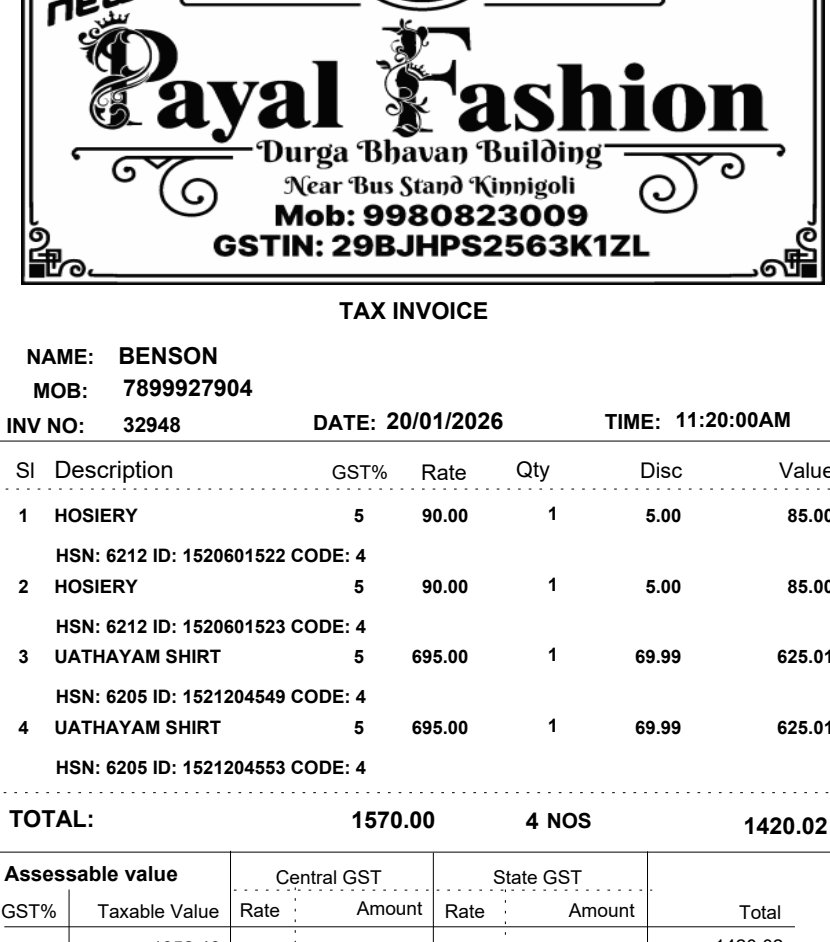 new
Payal Fashion
Durga Bhavan Building
Near Bus Stand Kinnigoli
Mob: 9980823009
GSTIN: 29BJHPS2563K1ZL
TAX INVOICE
NAME: BENSON
MOB: 7899927904
INV NO: 32948 DATE: 20/01/2026 TIME: 11:20:00AM
Sl Description GST% Rate Qty Disc Value
1 HOSIERY 5 90.00 1 5.00 85.00
HSN: 6212 ID: 1520601522 CODE: 4
2 HOSIERY 5 90.00 1 5.00 85.00
HSN: 6212 ID: 1520601523 CODE: 4
3 UATHAYAM SHIRT 5 695.00 1 69.99 625.01
HSN: 6205 ID: 1521204549 CODE: 4
4 UATHAYAM SHIRT 5 695.00 1 69.99 625.01
HSN: 6205 ID: 1521204553 CODE: 4
TOTAL: 1570.00 4 NOS 1420.02
Assessable value Central GST State GST
GST% Taxable Value Rate Amount Rate Amount Total